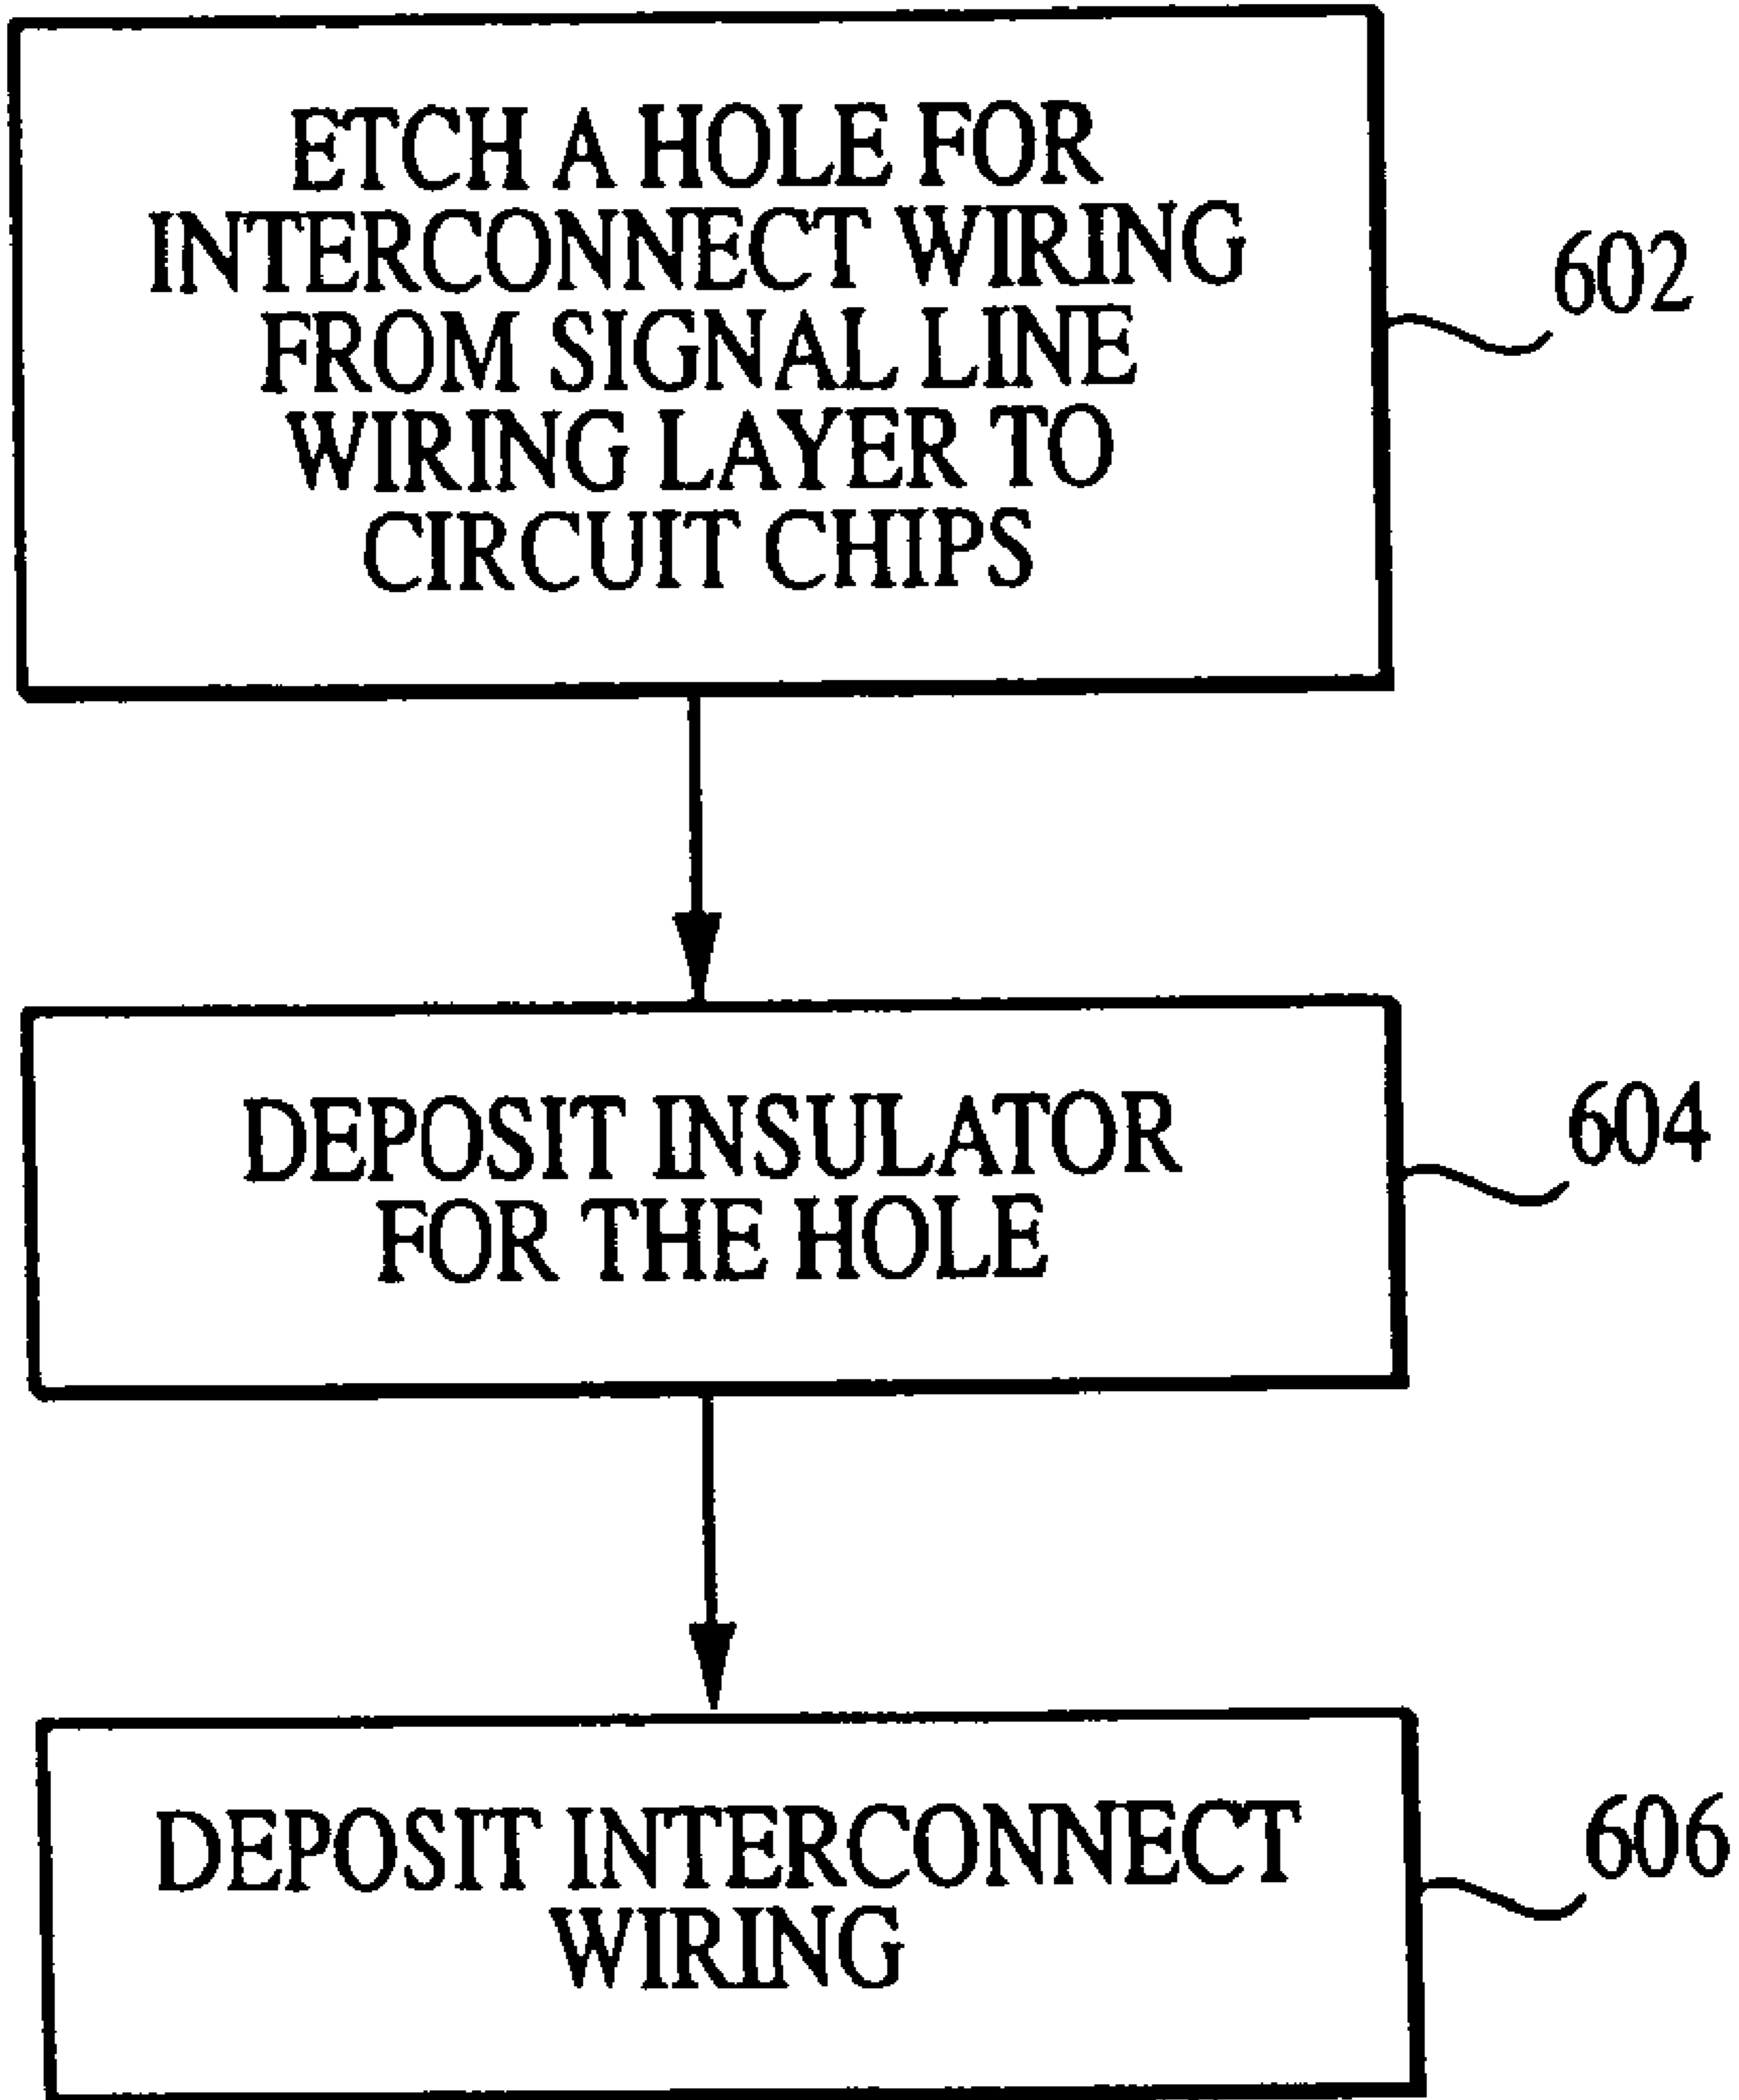 ETCH A HOLE FOR
INTERCONNECT WIRING
FROM SIGNAL LINE
WIRING LAYER TO
CIRCUIT CHIPS
602
DEPOSIT INSULATOR
FOR THE HOLE
604
DEPOSIT INTERCONNECT
WIRING
606